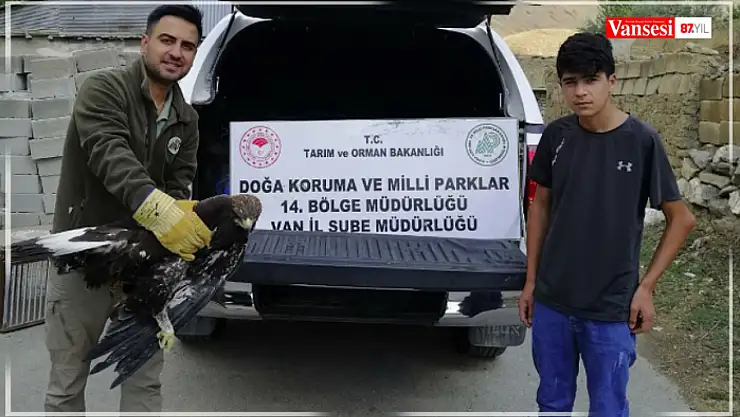 Vansesi 87.YIL
T.C.
TARIM ve ORMAN BAKANLIĞI
DOĞA KORUMA VE MİLLİ PARKLAR
14. BÖLGE MÜDÜRLÜĞÜ
VAN İL ŞUBE MÜDÜRLÜĞÜ